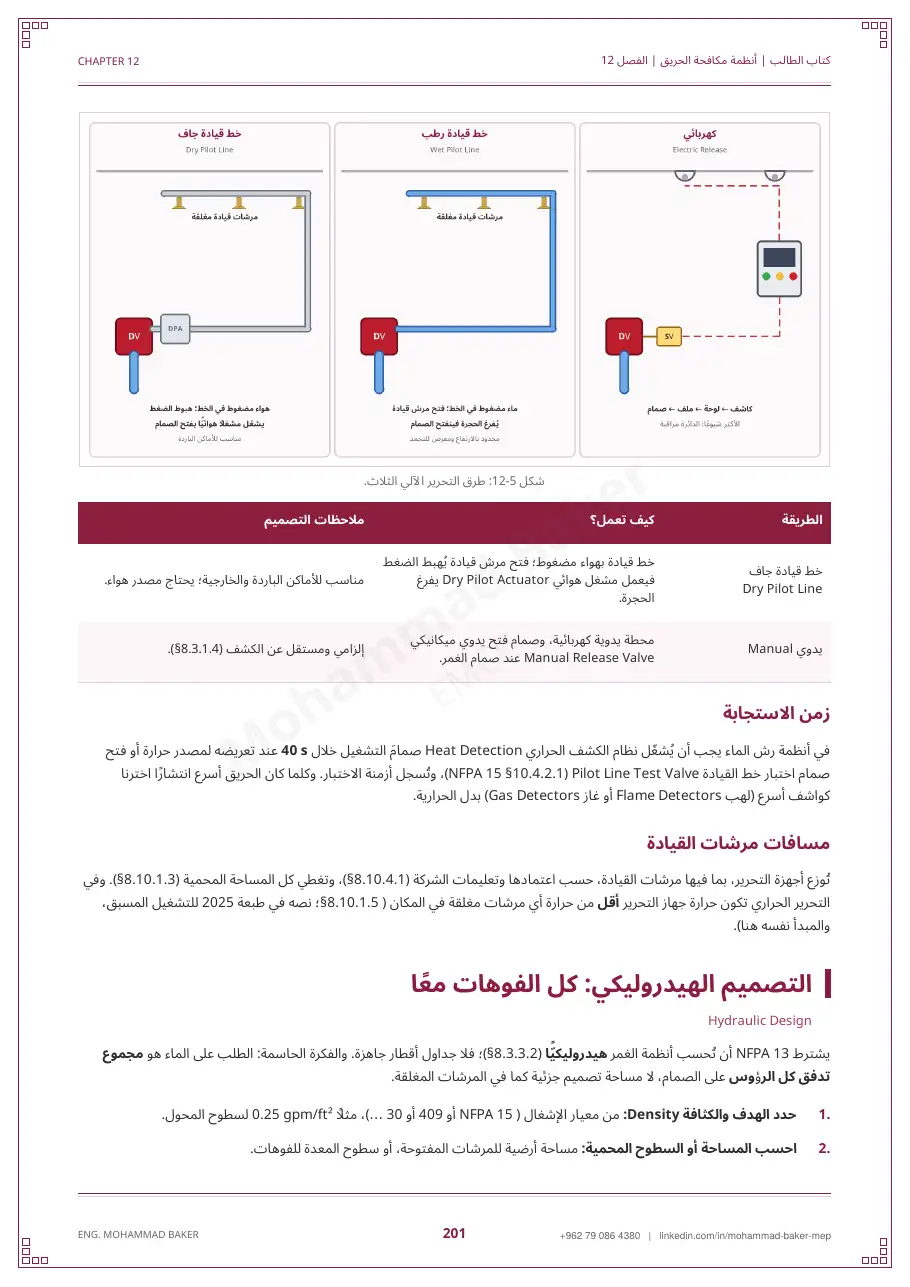 كتاب الطالب | أنظمة مكافحة الحريق | الفصل 12
CHAPTER 12
كهربائي
Electric Release
SV
DV
كاشف ← لوحة ← ملف ← صمام
الأكثر شيوعًا؛ الدائرة مراقبة
خط قيادة رطب
Wet Pilot Line
مرشات قيادة مغلقة
DV
ماء مضغوط في الخط؛ فتح مرش قيادة
يُفرغ الحجرة فينفتح الصمام
محدود بالارتفاع ومعرض للتجمد
خط قيادة جاف
Dry Pilot Line
مرشات قيادة مغلقة
DPA
DV
هواء مضغوط في الخط؛ هبوط الضغط
يشغل مشغلًا هوائيًّا يفتح الصمام
مناسب للأماكن الباردة
شكل 5-12: طرق التحرير الآلي الثلاث.
الطريقة
كيف تعمل؟
ملاحظات التصميم
خط قيادة جاف
Dry Pilot Line
خط قيادة بهواء مضغوط؛ فتح مرش قيادة يُهبط الضغط
فيعمل مشغل هوائي Dry Pilot Actuator يفرغ
الحجرة.
مناسب للأماكن الباردة والخارجية؛ يحتاج مصدر هواء.
يدوي Manual
محطة يدوية كهربائية، وصمام فتح يدوي ميكانيكي
Manual Release Valve عند صمام الغمر.
إلزامي ومستقل عن الكشف (§8.3.1.4).
زمن الاستجابة
في أنظمة رش الماء يجب أن يُشغّل نظام الكشف الحراري Heat Detection صمامَ التشغيل خلال 40 s عند تعريضه لمصدر حرارة أو فتح
صمام اختبار خط القيادة Pilot Line Test Valve (NFPA 15 §10.4.2.1)، وتُسجل أزمنة الاختبار. وكلما كان الحريق أسرع انتشارًا اخترنا
كواشف أسرع (لهب Flame Detectors أو غاز Gas Detectors) بدل الحرارية.
مسافات مرشات القيادة
تُوزع أجهزة التحرير، بما فيها مرشات القيادة، حسب اعتمادها وتعليمات الشركة (§8.10.4.1)، وتغطي كل المساحة المحمية (§8.10.1.3). وفي
التحرير الحراري تكون حرارة جهاز التحرير أقل من حرارة أي مرشات مغلقة في المكان ( §8.10.1.5؛ نصه في طبعة 2025 للتشغيل المسبق،
والمبدأ نفسه هنا).
التصميم الهيدروليكي: كل الفوهات معًا
Hydraulic Design
يشترط NFPA 13 أن تُحسب أنظمة الغمر هيدروليكيًّا (§8.3.3.2)؛ فلا جداول أقطار جاهزة. والفكرة الحاسمة: الطلب على الماء هو مجموع
تدفق كل الرؤوس على الصمام، لا مساحة تصميم جزئية كما في المرشات المغلقة.
1. حدد الهدف والكثافة Density: من معيار الإشغال ( NFPA 15 أو 409 أو 30 ...)، مثلًا 0.25 gpm/ft² لسطوح المحول.
2. احسب المساحة أو السطوح المحمية: مساحة أرضية للمرشات المفتوحة، أو سطوح المعدة للفوهات.
Mohammad Baker
ENG. MOHAMMAD BAKER
201
+962 79 086 4380 | linkedin.com/in/mohammad-baker-mep